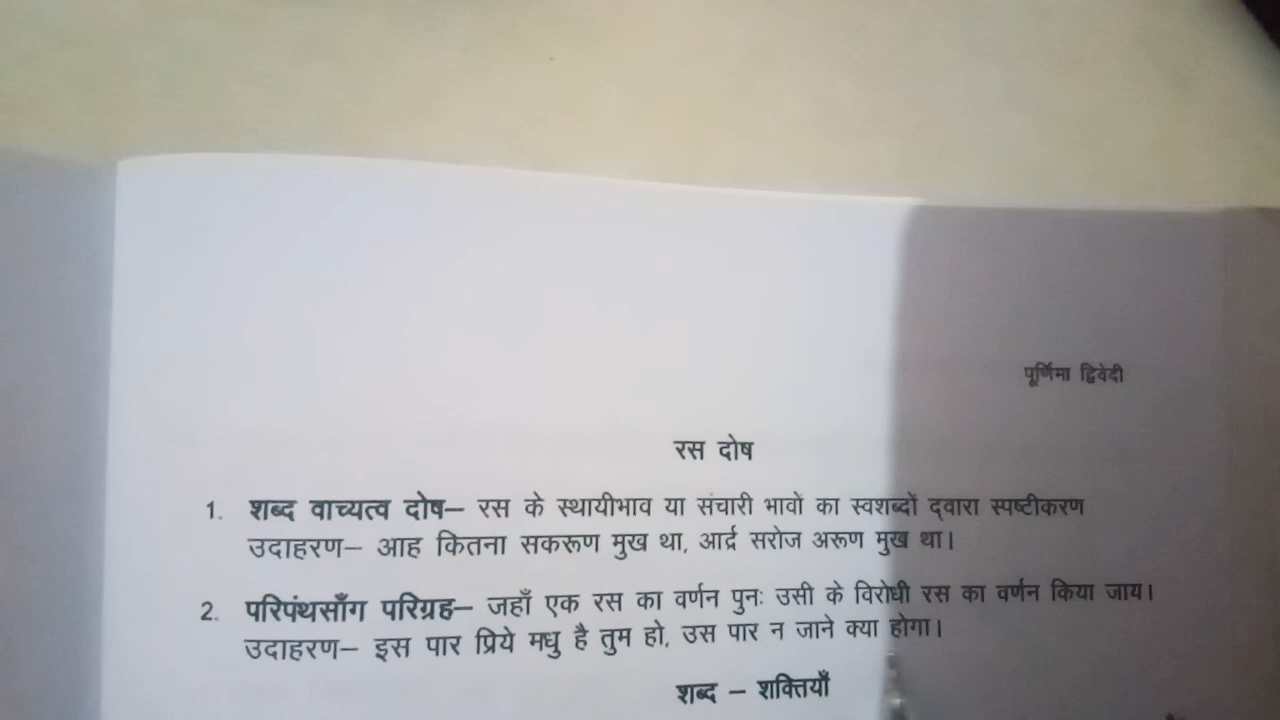 पूर्णिमा द्विवेदी
रस दोष
1. शब्द वाच्यत्व दोष– रस के स्थायीभाव या संचारी भावों का स्वशब्दों द्वारा स्पष्टीकरण
उदाहरण– आह कितना सकरूण मुख था, आर्द्र सरोज अरूण मुख था।
2. परिपंथसाँग परिग्रह– जहाँ एक रस का वर्णन पुनः उसी के विरोधी रस का वर्णन किया जाय।
उदाहरण– इस पार प्रिये मधु है तुम हो, उस पार न जाने क्या होगा।
शब्द – शक्तियाँ